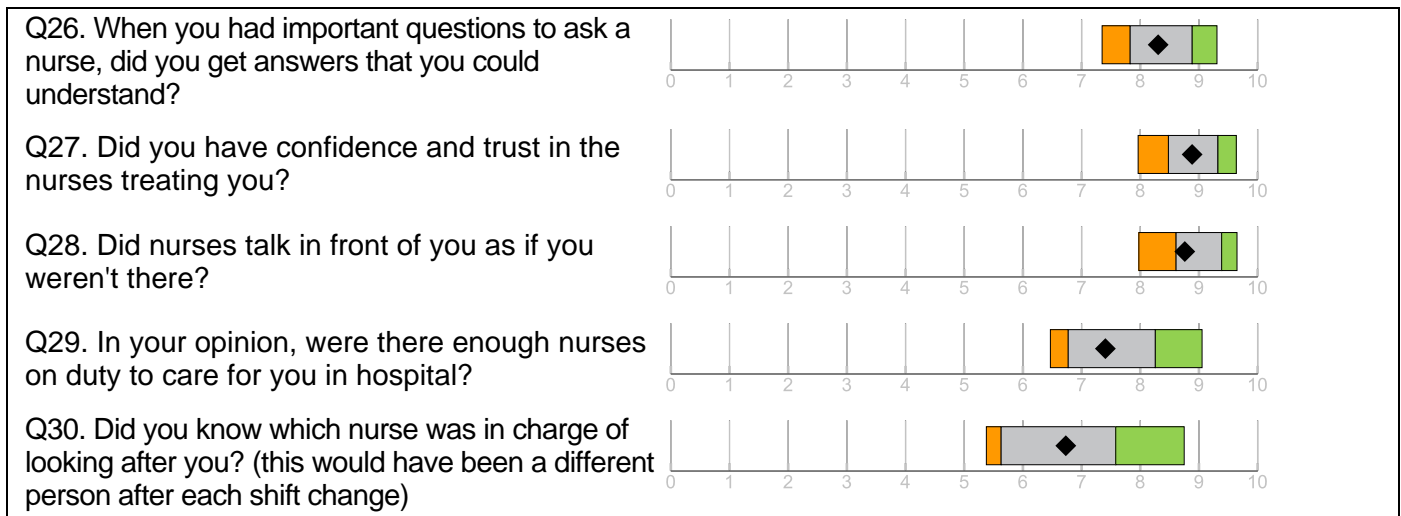 Q26. When you had important questions to ask a
nurse, did you get answers that you could
understand?
0 1 2 3 4 5 6 7 8 9 10
Q27. Did you have confidence and trust in the
nurses treating you?
0 1 2 3 4 5 6 7 8 9 10
Q28. Did nurses talk in front of you as if you
weren't there?
0 1 2 3 4 5 6 7 8 9 10
Q29. In your opinion, were there enough nurses
on duty to care for you in hospital?
0 1 2 3 4 5 6 7 8 9 10
Q30. Did you know which nurse was in charge of
looking after you? (this would have been a different
person after each shift change)
0 1 2 3 4 5 6 7 8 9 10